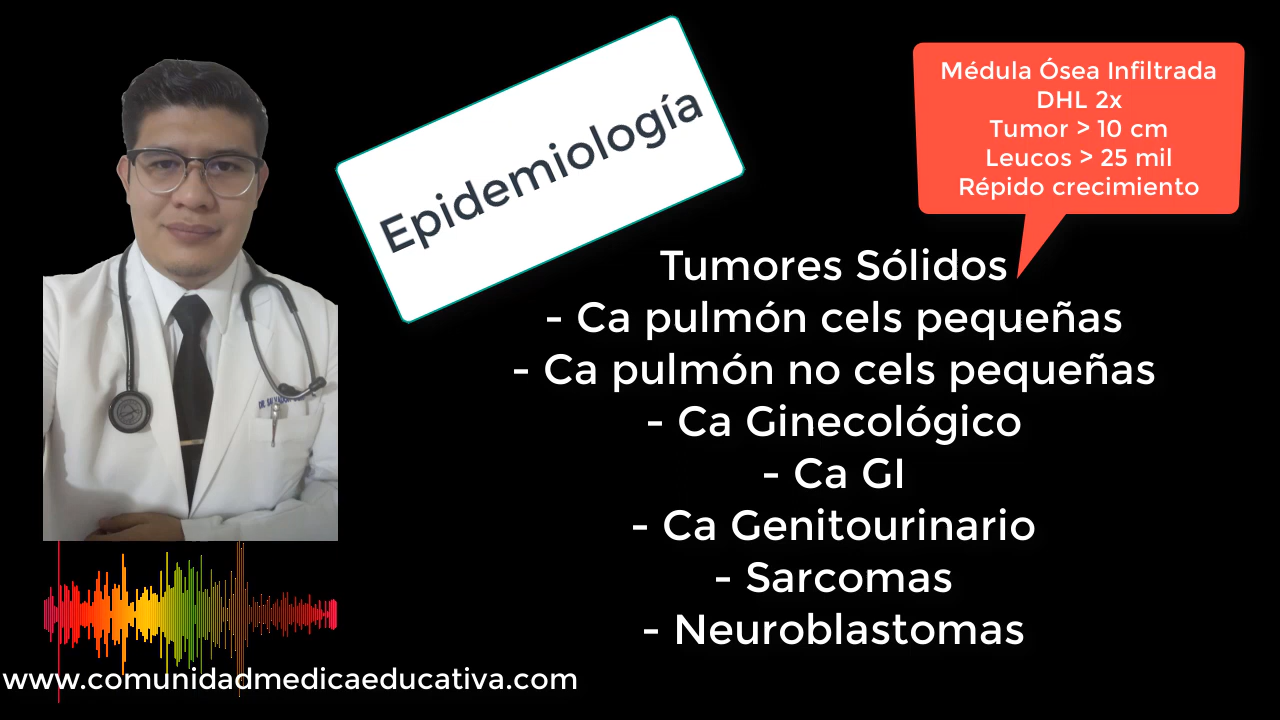 Epidemiología
Médula Ósea Infiltrada
DHL 2x
Tumor > 10 cm
Leucos > 25 mil
Répido crecimiento
Tumores Sólidos
- Ca pulmón cels pequeñas
- Ca pulmón no cels pequeñas
- Ca Ginecológico
- Ca GI
- Ca Genitourinario
- Sarcomas
- Neuroblastomas
www.comunidadmedicaeducativa.com